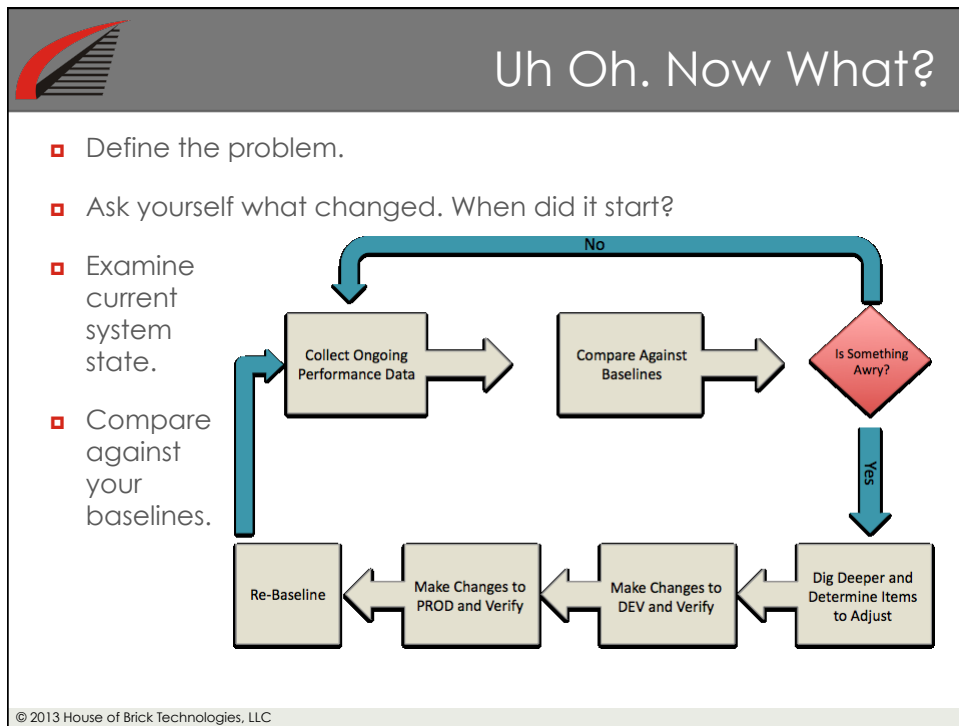 Uh Oh. Now What?
Define the problem.
Ask yourself what changed. When did it start?
Examine
current
system
state.
Compare
against
your
baselines.
No
Collect Ongoing
Performance Data
Compare Against
Baselines
Is Something
Awry?
Yes
Dig Deeper and
Determine Items
to Adjust
Make Changes to
DEV and Verify
Make Changes to
PROD and Verify
Re-Baseline
© 2013 House of Brick Technologies, LLC